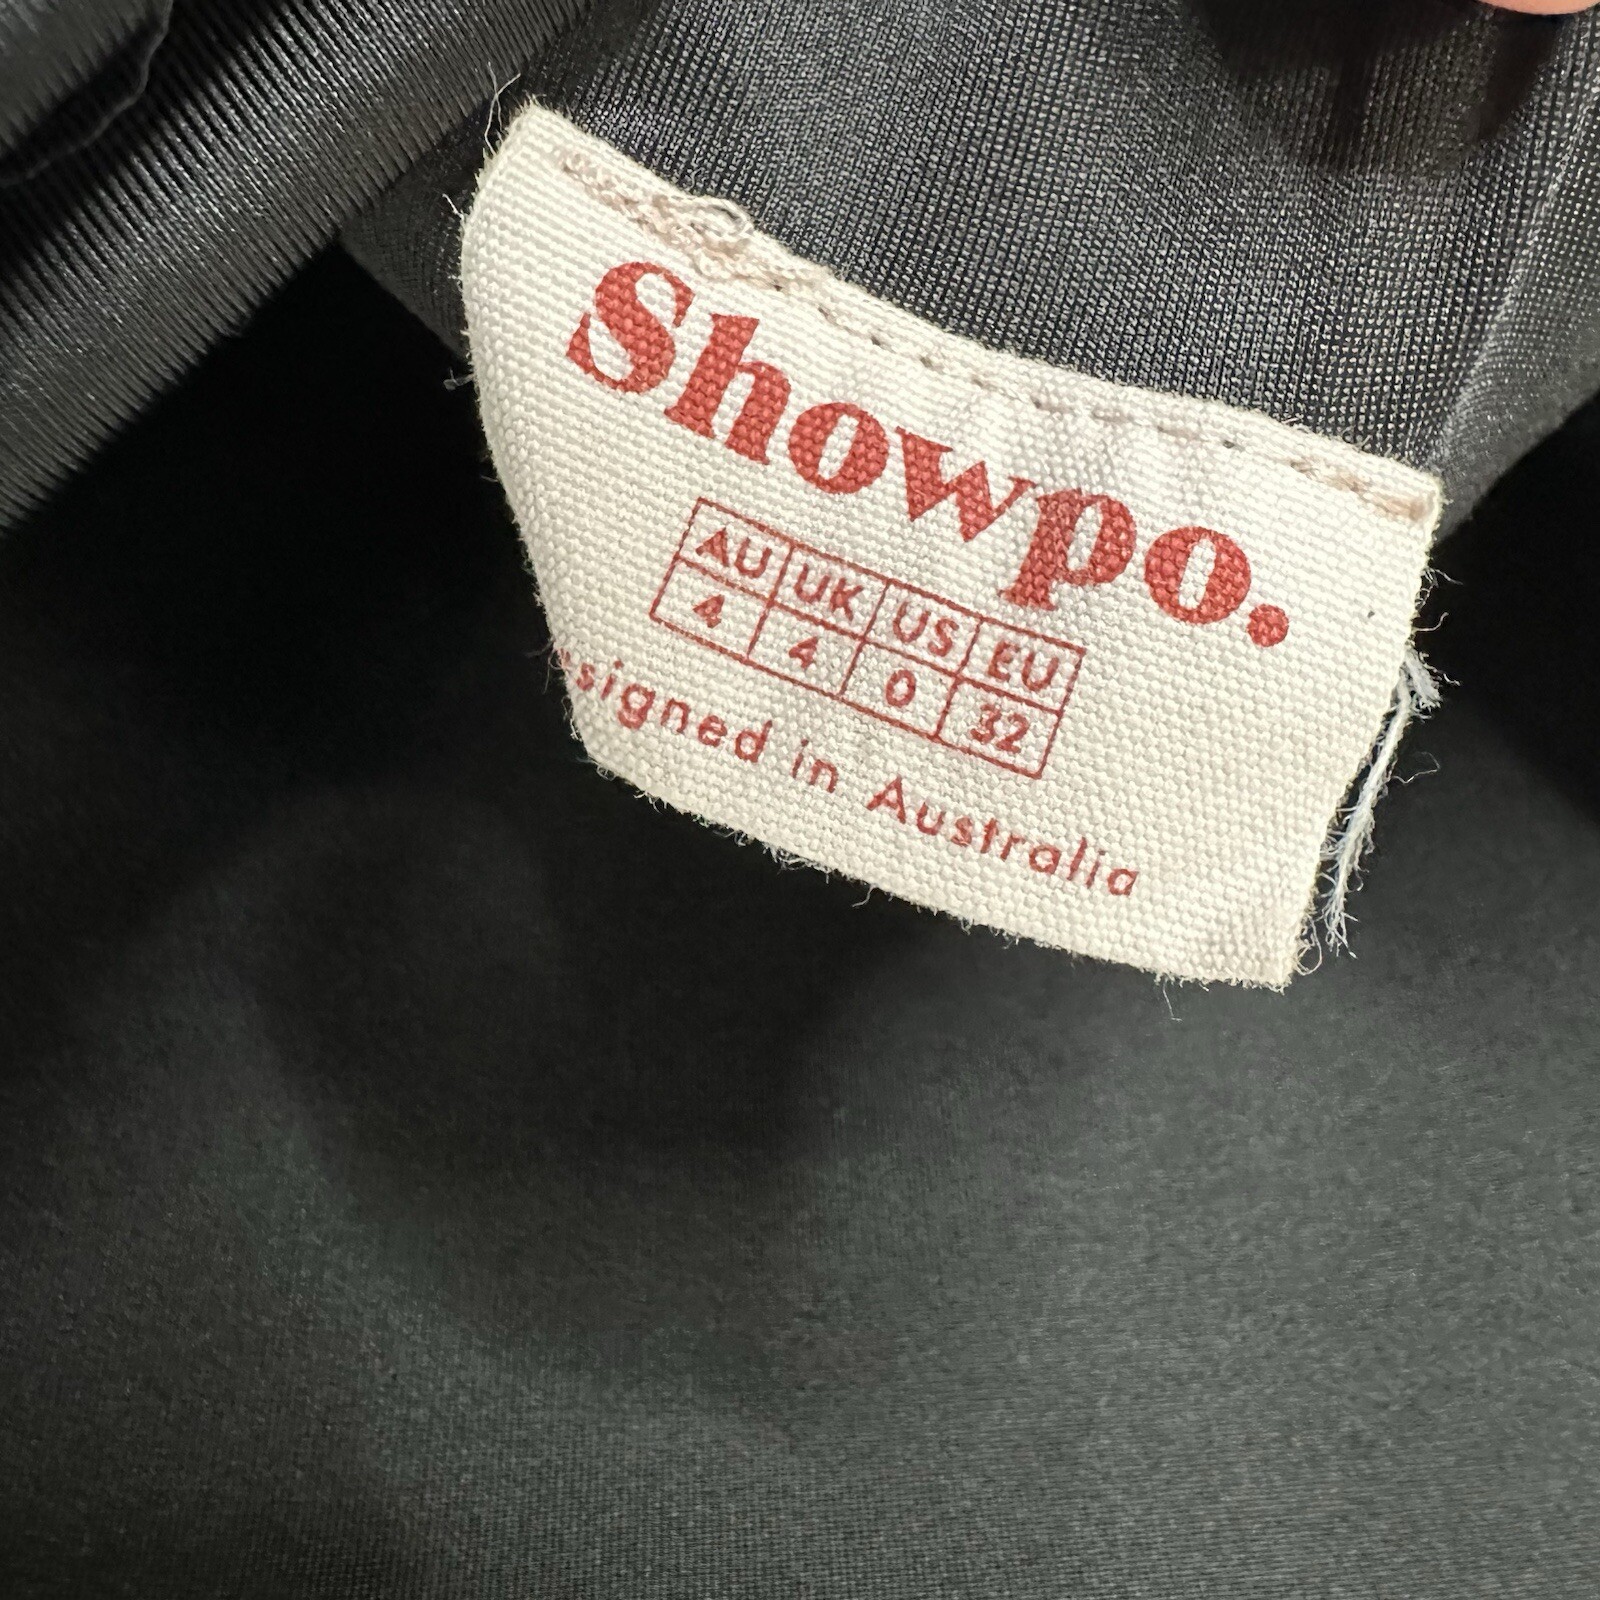 Showpo.
AU UK US EU
4 4 0 32
signed in Australia